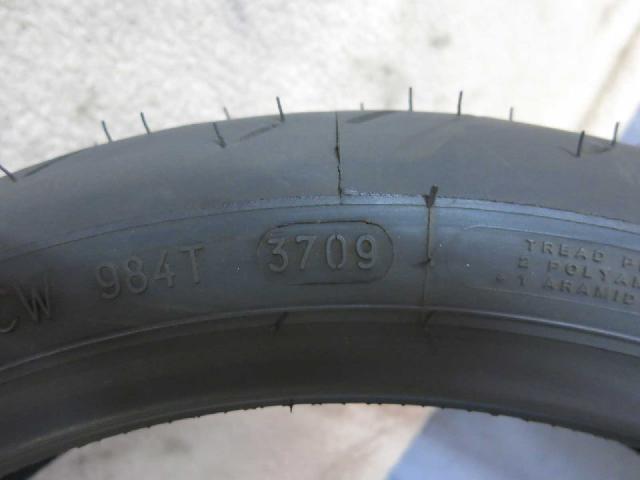 CW 984T 3709
TREAD P
2 POLYAM
+ 1 ARAMID